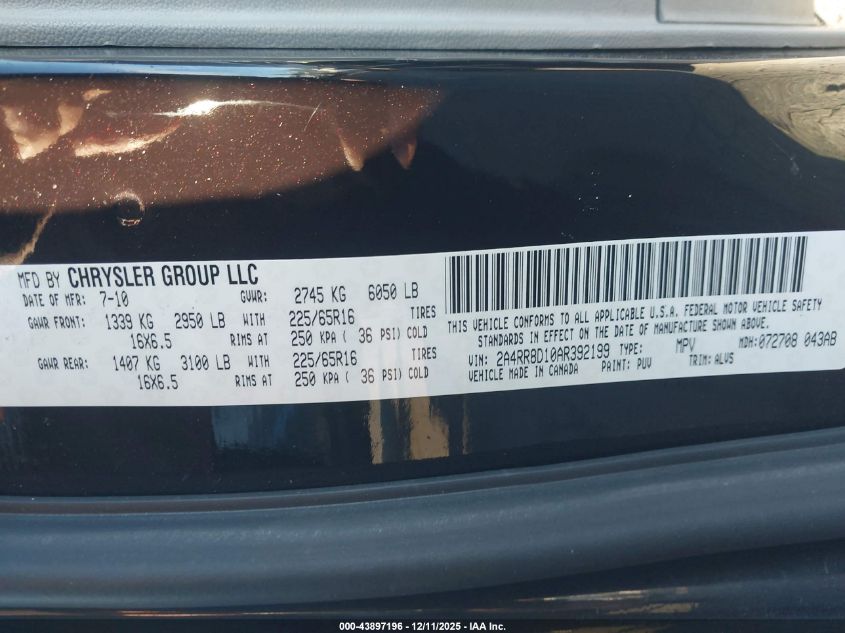 MFD BY CHRYSLER GROUP LLC
DATE OF MFR: 7-10 GVWR: 2745 KG 6050 LB
GAWR FRONT: 1339 KG 2950 LB WITH 225/65R16 TIRES
16X6.5 RIMS AT 250 KPA ( 36 PSI) COLD
GAWR REAR: 1407 KG 3100 LB WITH 225/65R16 TIRES
16X6.5 RIMS AT 250 KPA ( 36 PSI) COLD
THIS VEHICLE CONFORMS TO ALL APPLICABLE U.S.A. FEDERAL MOTOR VEHICLE SAFETY
STANDARDS IN EFFECT ON THE DATE OF MANUFACTURE SHOWN ABOVE.
VIN: 2A4RR8D10AR392199 TYPE: MPV MDH: 072708 043AB
VEHICLE MADE IN CANADA PAINT: PUV TRIM: ALVS
000-43897196 - 12/11/2025 - IAA Inc.